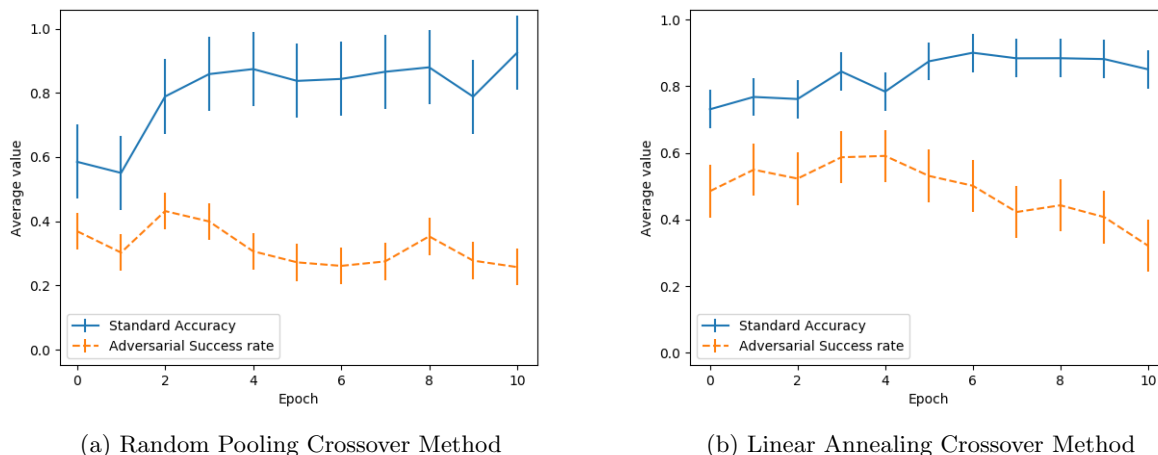 1.0
0.8
0.6
0.4
0.2
0.0
Average value
Standard Accuracy
Adversarial Success rate
0 2 4 6 8 10
Epoch
(a) Random Pooling Crossover Method
1.0
0.8
0.6
0.4
0.2
0.0
Average value
Standard Accuracy
Adversarial Success rate
0 2 4 6 8 10
Epoch
(b) Linear Annealing Crossover Method